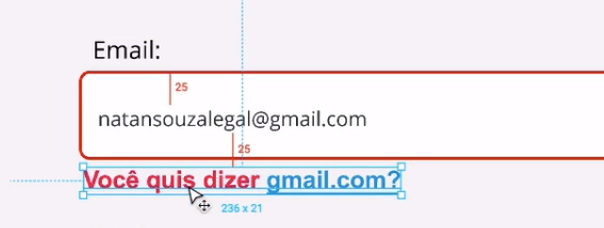 Email:
25
natansouzalegal@gmail.com
25
Você quis dizer gmail.com?
236 x 21